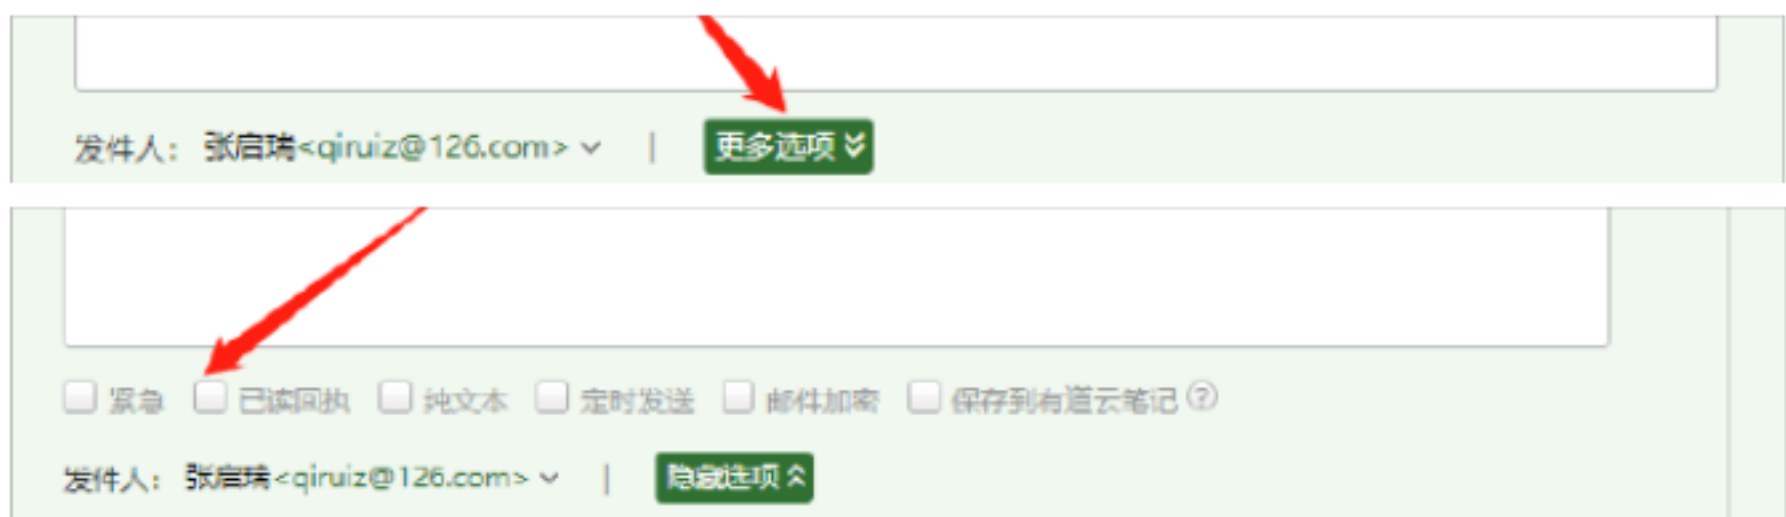 发件人：张启瑞<qiruiz@126.com> | 更多选项
紧急 已读回执 纯文本 定时发送 邮件加密 保存到有道云笔记 ?
发件人：张启瑞<qiruiz@126.com> | 隐藏选项